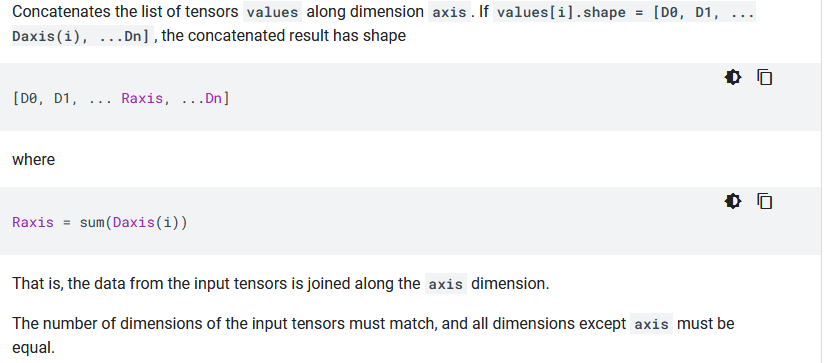 Concatenates the list of tensors values along dimension axis. If values[i].shape = [D0, D1, ...
Daxis(i), ...Dn], the concatenated result has shape
[D0, D1, ... Raxis, ...Dn]
where
Raxis = sum(Daxis(i))
That is, the data from the input tensors is joined along the axis dimension.
The number of dimensions of the input tensors must match, and all dimensions except axis must be
equal.